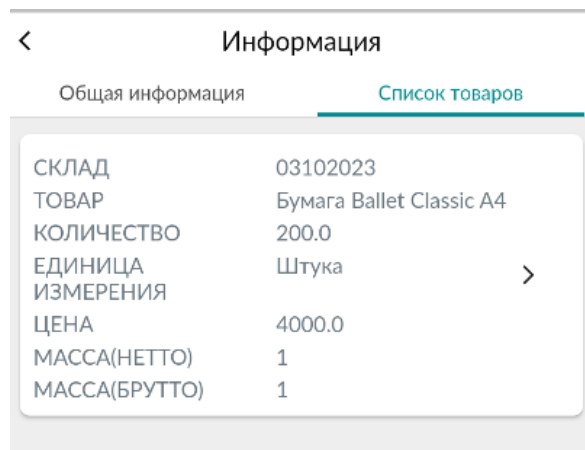 Информация
Общая информация Список товаров
СКЛАД 03102023
ТОВАР Бумага Ballet Classic A4
КОЛИЧЕСТВО 200.0
ЕДИНИЦА Штука
ИЗМЕРЕНИЯ
ЦЕНА 4000.0
МАССА(НЕТТО) 1
МАССА(БРУТТО) 1